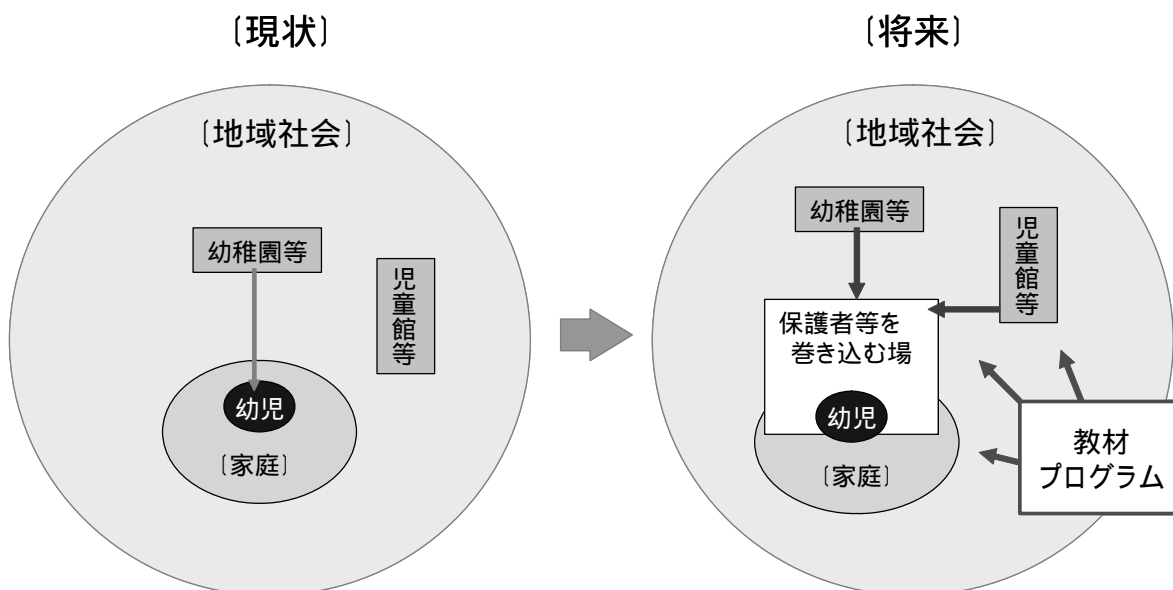 〔現状〕
〔地域社会〕
幼稚園等
児童館等
幼児
〔家庭〕
〔将来〕
〔地域社会〕
幼稚園等
児童館等
保護者等を
巻き込む場
幼児
〔家庭〕
教材
プログラム